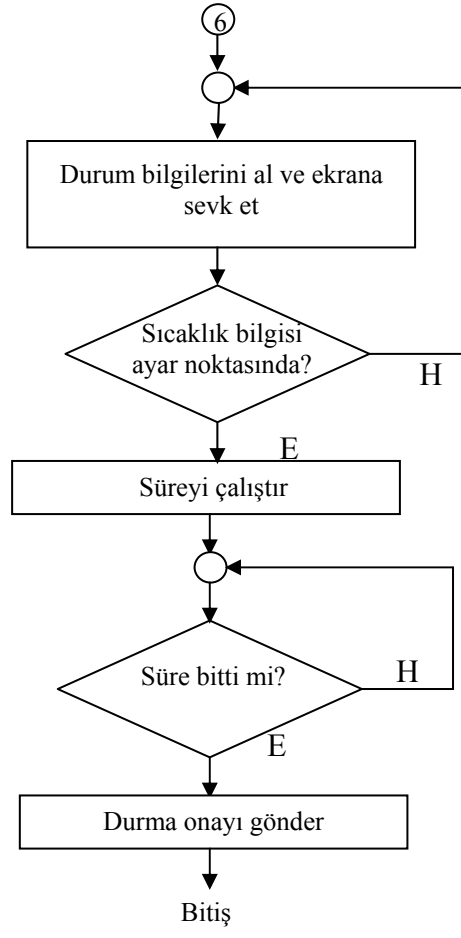 6
Durum bilgilerini al ve ekrana
sevk et
Sıcaklık bilgisi
ayar noktasında?
H
E
Süreyi çalıştır
Süre bitti mi?
H
E
Durma onayı gönder
Bitiş